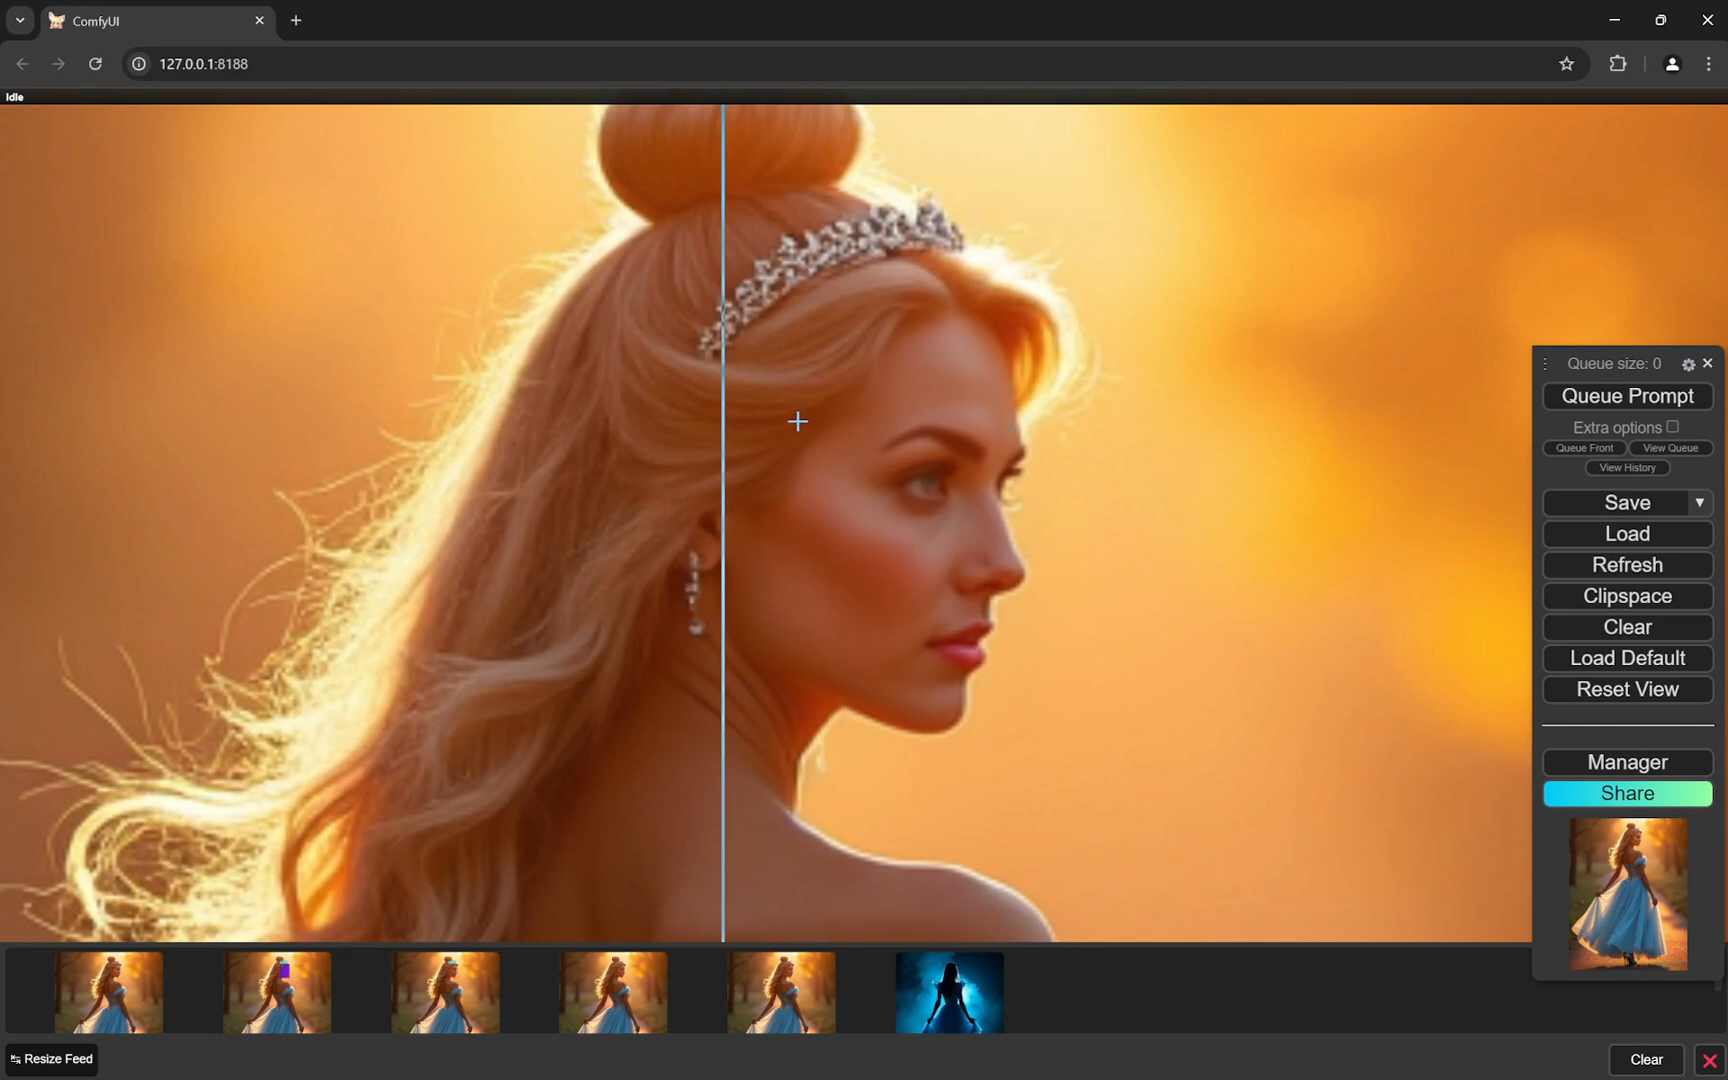 ComfyUI
127.0.0.1:8188
Idle
Queue size: 0
Queue Prompt
Extra options
Queue Front
View Queue
View History
Save
Load
Refresh
Clipspace
Clear
Load Default
Reset View
Manager
Share
Resize Feed
Clear